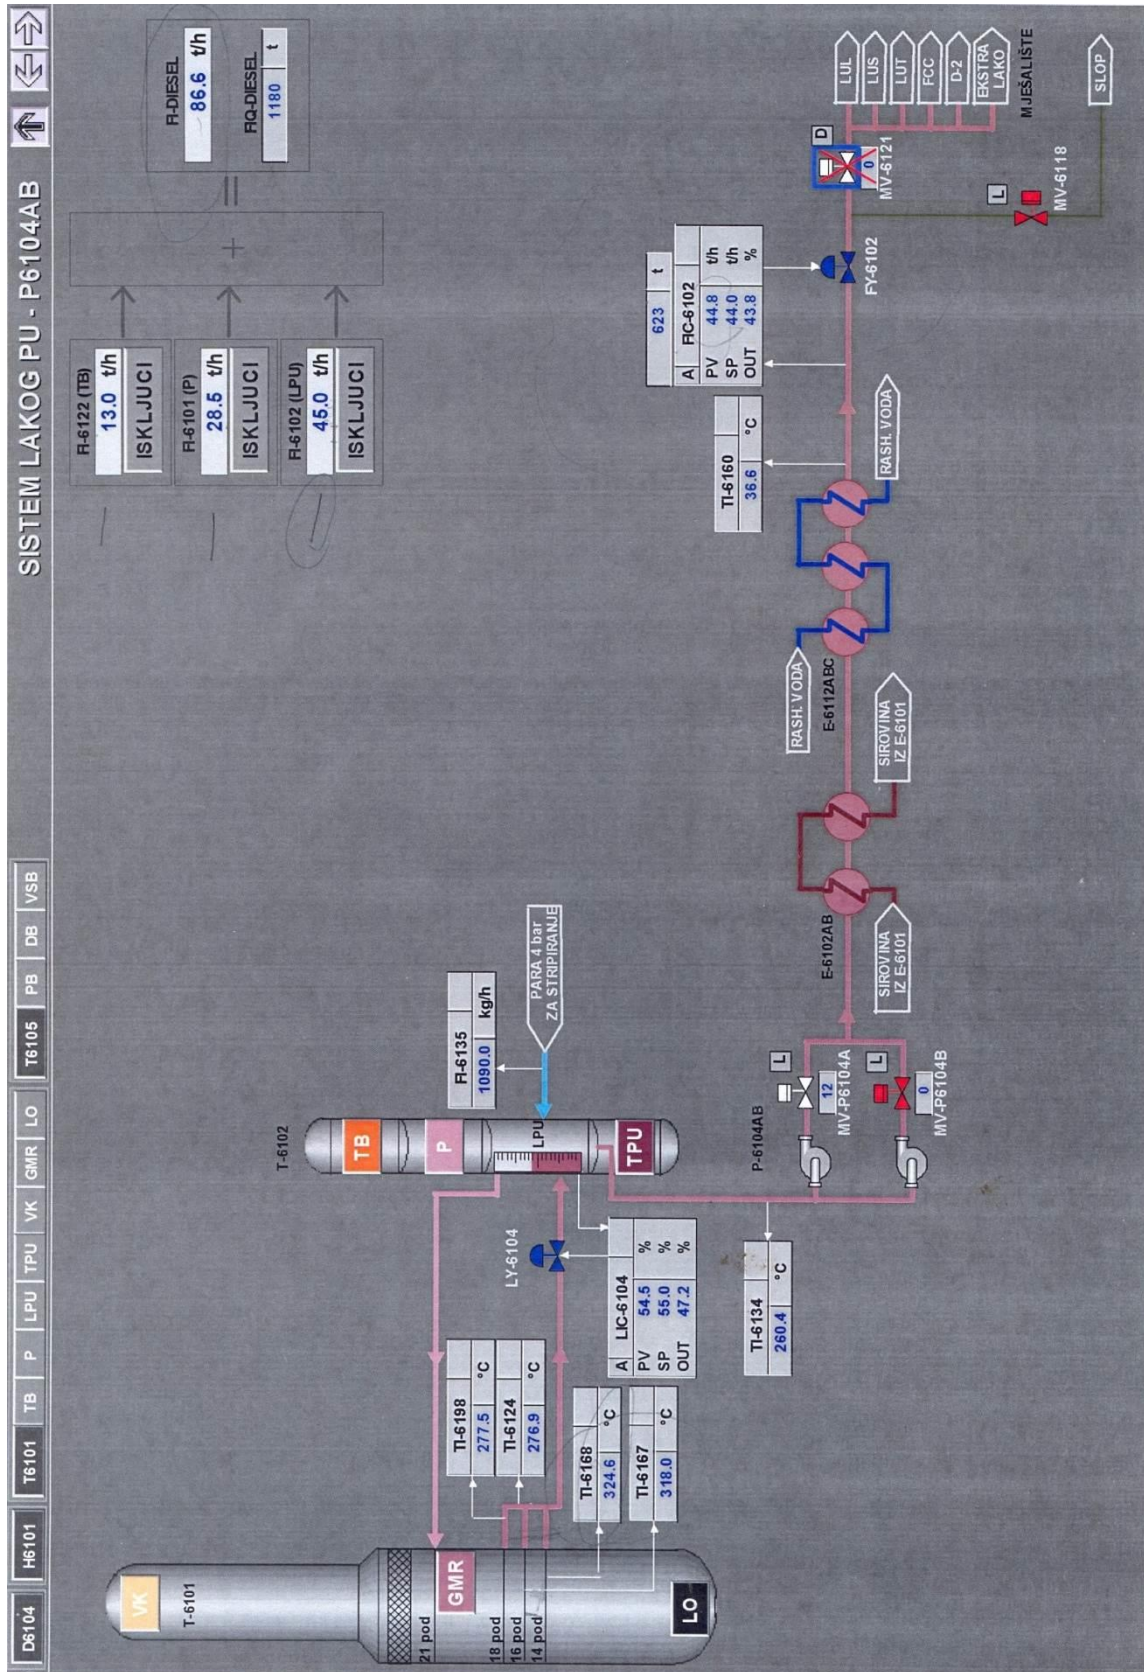 D6104 H6101 T6101 TB P LPU TPU VK GMR LO T6105 PB DB VSB
SISTEM LAKOG PU - P6104AB
FI-6122 (TB)
13.0 t/h
ISKLJUCI
FI-6101 (P)
28.5 t/h
ISKLJUCI
FI-6102 (LPU)
45.0 t/h
ISKLJUCI
+
=
FI-DIESEL
86.6 t/h
FIQ-DIESEL
1180 t
VK
T-6101
21 pod
GMR
18 pod
16 pod
14 pod
LO
TI-6198
277.5 °C
TI-6124
276.9 °C
TI-6168
324.6 °C
TI-6167
318.0 °C
LY-6104
A LIC-6104
PV 54.5 %
SP 55.0 %
OUT 47.2 %
T-6102
TB
P
LPU
TPU
FI-6135
1090.0 kg/h
PARA 4 bar
ZA STRIPIRANJE
TI-6134
260.4 °C
P-6104AB
L
12
MV-P6104A
L
0
MV-P6104B
E-6102AB
SIROVINA
IZ E-6101
SIROVINA
IZ E-6101
RASH. VODA
E-6112ABC
RASH. VODA
TI-6160
36.6 °C
623 t
A FIC-6102
PV 44.8 t/h
SP 44.0 t/h
OUT 43.8 %
FY-6102
D
0
MV-6121
L
MV-6118
LUL
LUS
LUT
FCC
D-2
EKSTRA
LAKO
MJEŠALIŠTE
SLOP